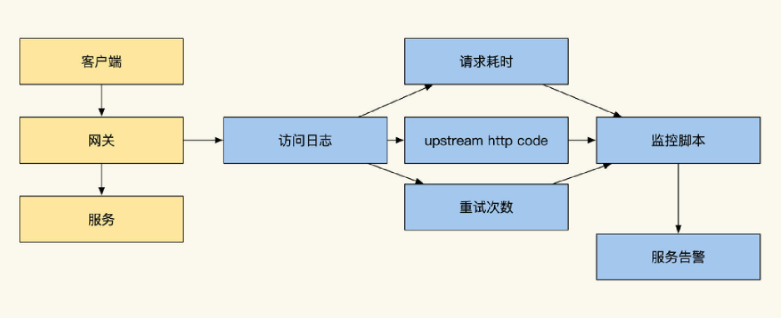 客户端
请求耗时
网关
访问日志
upstream http code
监控脚本
服务
重试次数
服务告警